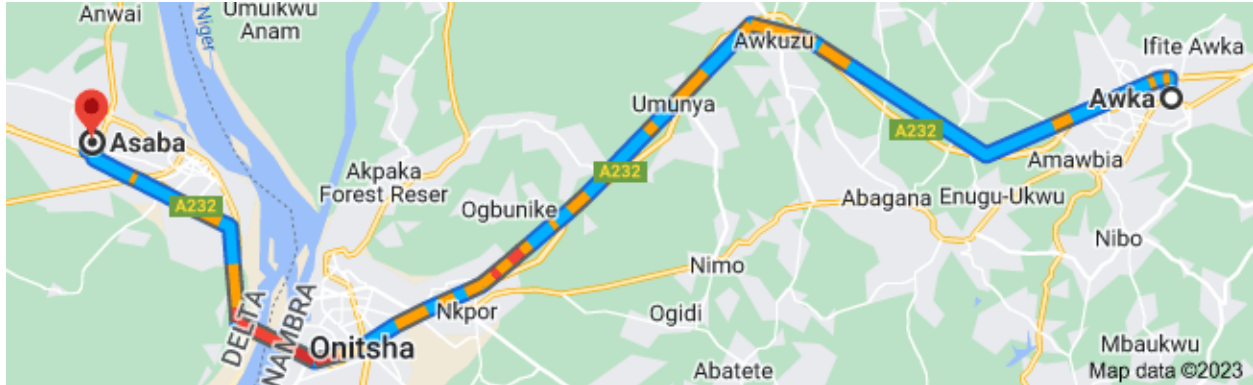 Anwai
Niger
Umuikwu
Anam
Awkuzu
Ifite Awka
Awka
Umunya
A232
Asaba
Akpaka
Forest Reser
A232
Amawbia
A232
Ogbunike
Abagana
Enugu-Ukwu
Nibo
Nimo
DELTA
ANAMBRA
Nkpor
Ogidi
Onitsha
Mbaukwu
Abatete
Map data ©2023